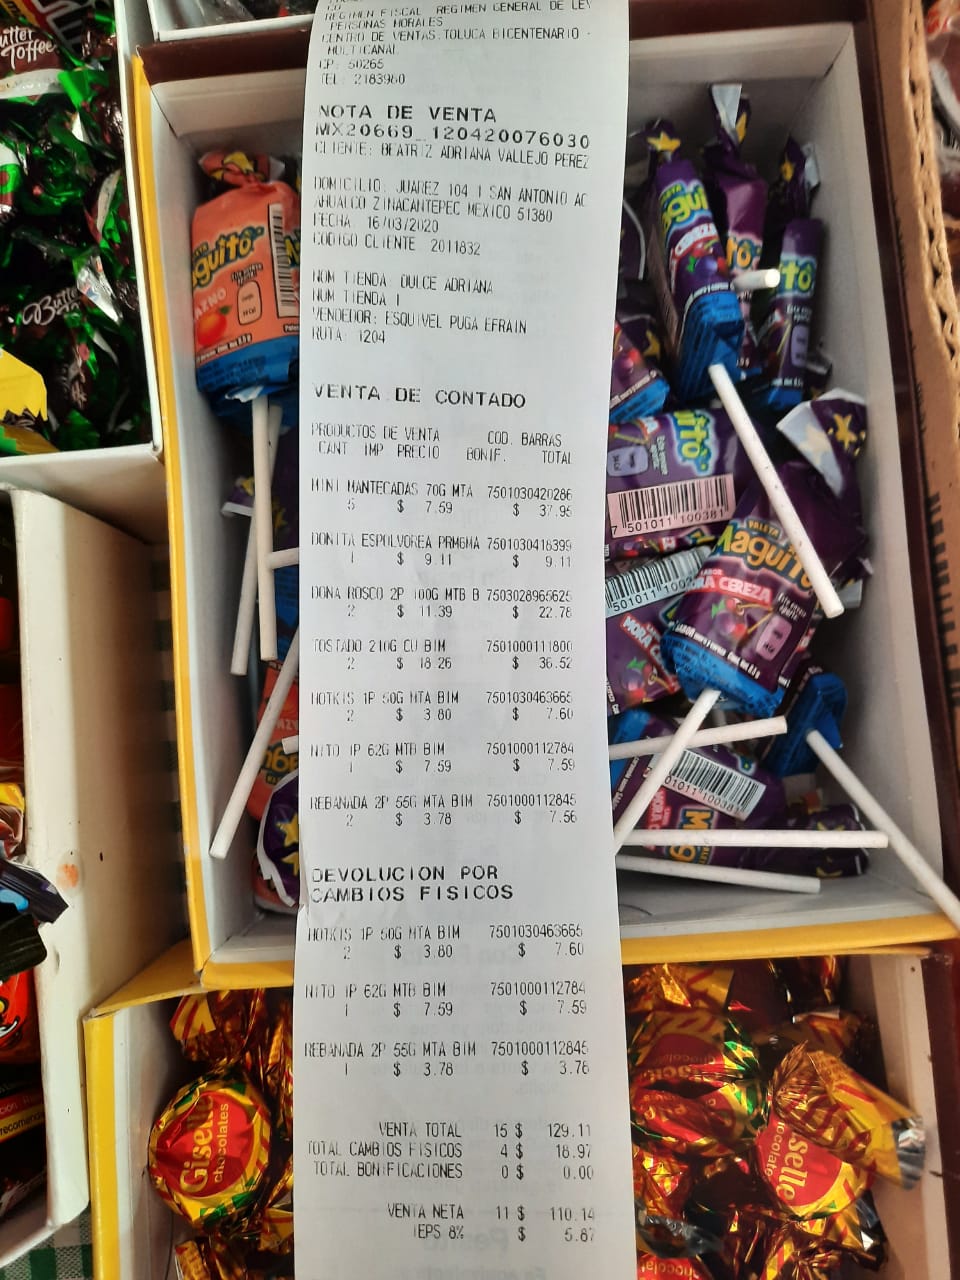 REGIMEN FISCAL REGIMEN GENERAL DE LEY
PERSONAS MORALES
CENTRO DE VENTAS:TOLUCA BICENTENARIO -
MULTICANAL
CP: 50265
TEL: 2183980
NOTA DE VENTA
MX20669_120420076030
CLIENTE: BEATRIZ ADRIANA VALLEJO PEREZ
DOMICILIO: JUAREZ 104 1 SAN ANTONIO AC
AHUALCO ZINACANTEPEC MEXICO 51380
FECHA 16/03/2020
CODIGO CLIENTE 2011832
NOM TIENDA DULCE ADRIANA
NUM TIENDA 1
VENDEDOR: ESQUIVEL PUGA EFRAIN
RUTA: 1204
VENTA DE CONTADO
PRODUCTOS DE VENTA COD. BARRAS
CANT IMP PRECIO BONIF. TOTAL
MINI MANTECADAS 70G MTA 7501030420286
5 $ 7.59 $ 37.95
DONITA ESPOLVOREA PRM6MA 7501030418399
1 $ 9.11 $ 9.11
DONA ROSCO 2P 100G MTB B 7503028965625
2 $ 11.39 $ 22.78
TOSTADO 210G CU BIM 7501000111800
2 $ 18.26 $ 36.52
HOTKIS 1P 50G MTA BIM 7501030463665
2 $ 3.80 $ 7.60
NITO 1P 62G MTB BIM 7501000112784
1 $ 7.59 $ 7.59
REBANADA 2P 55G MTA BIM 7501000112845
2 $ 3.78 $ 7.56
DEVOLUCION POR
CAMBIOS FISICOS
HOTKIS 1P 50G MTA BIM 7501030463665
2 $ 3.80 $ 7.60
NITO 1P 62G MTB BIM 7501000112784
1 $ 7.59 $ 7.59
REBANADA 2P 55G MTA BIM 7501000112845
1 $ 3.78 $ 3.78
VENTA TOTAL 15 $ 129.11
TOTAL CAMBIOS FISICOS 4 $ 18.97
TOTAL BONIFICACIONES 0 $ 0.00
VENTA NETA 11 $ 110.14
IEPS 8% $ 5.87
Butter
Toffee
CEREZA
7 501011 100381
PALETA
Maguito
MORA CEREZA
Giselle
chocolates